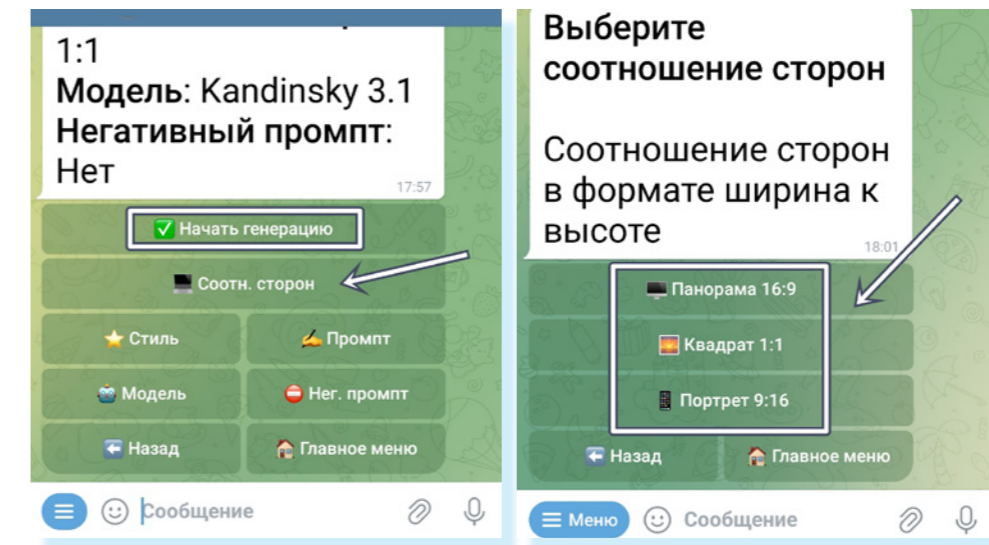 1:1
Модель: Kandinsky 3.1
Негативный промпт:
Нет
17:57
Начать генерацию
Соотн. сторон
Стиль
Промпт
Модель
Нег. промпт
Назад
Главное меню
Сообщение
Выберите
соотношение сторон
Соотношение сторон
в формате ширина к
высоте
18:01
Панорама 16:9
Квадрат 1:1
Портрет 9:16
Назад
Главное меню
Меню
Сообщение